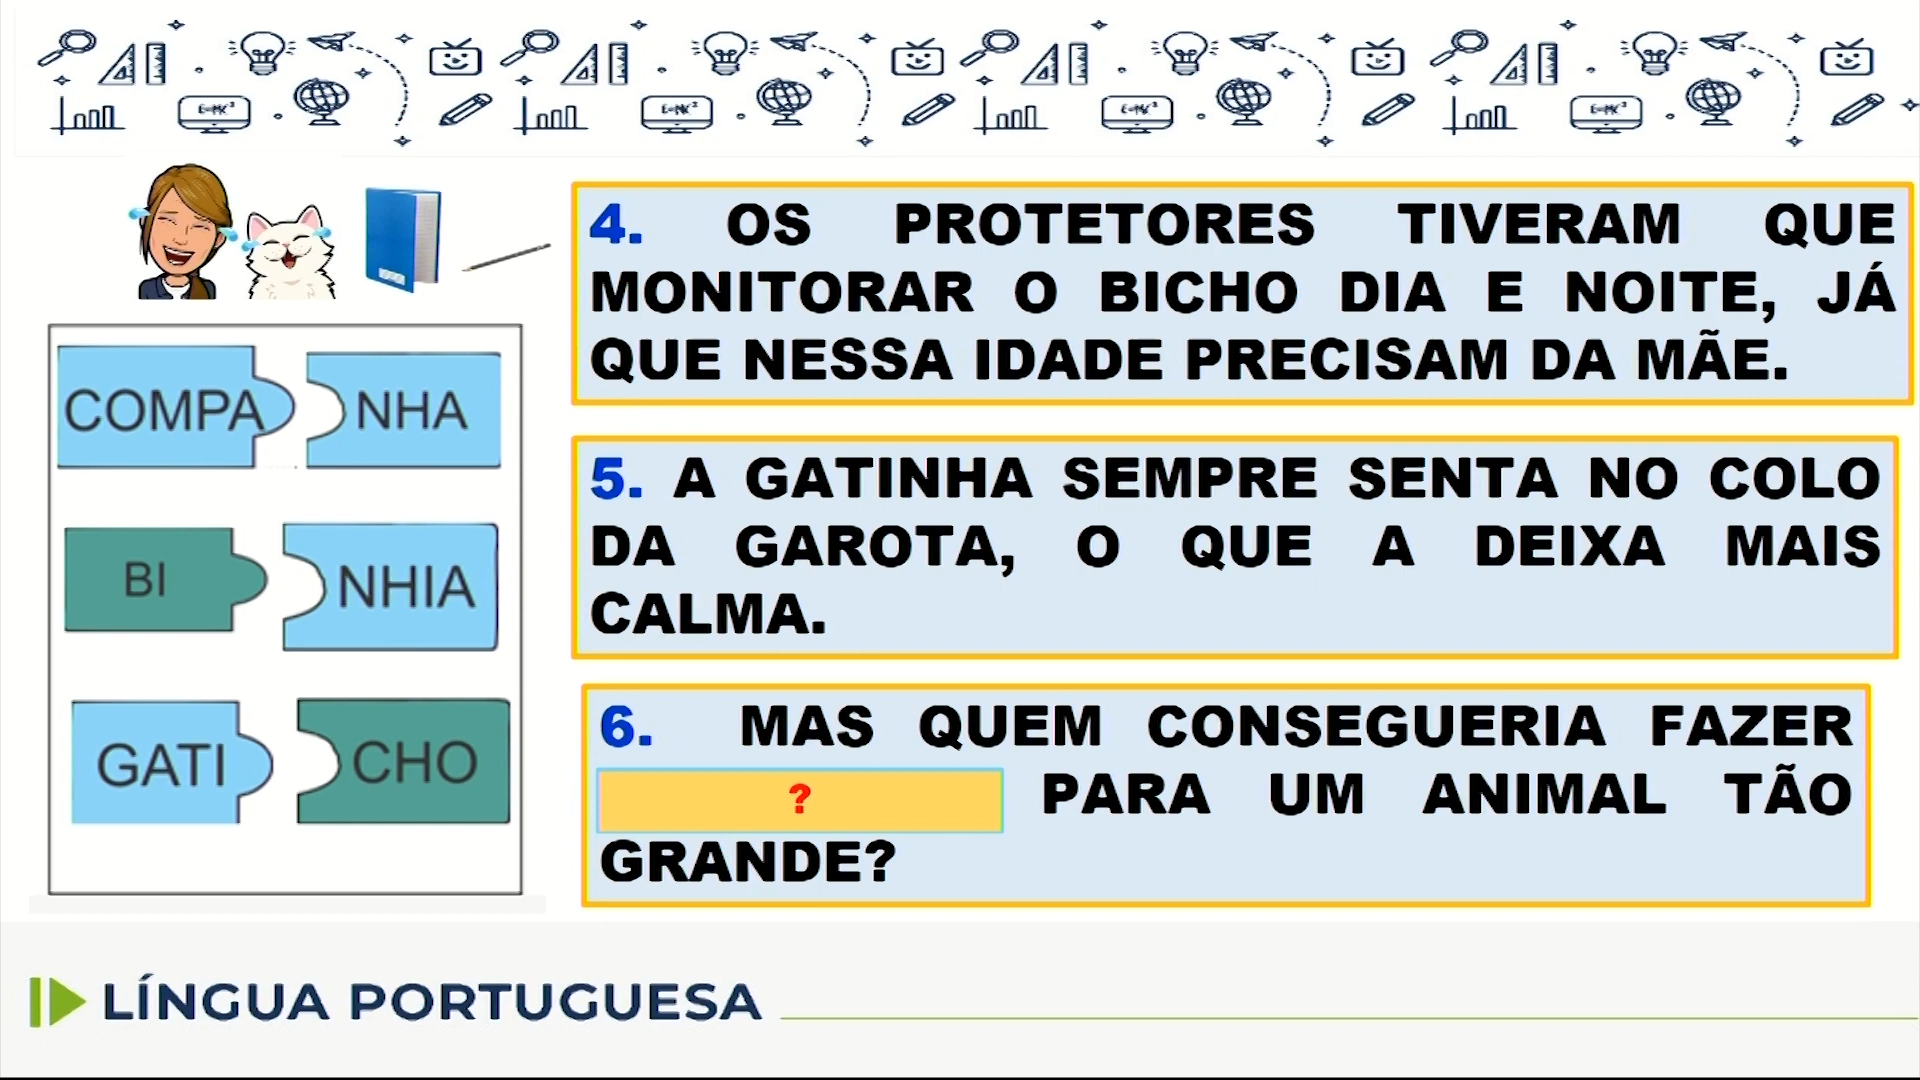 4. OS PROTETORES TIVERAM QUE
MONITORAR O BICHO DIA E NOITE, JÁ
QUE NESSA IDADE PRECISAM DA MÃE.
COMPA NHA
BI NHIA
GATI CHO
5. A GATINHA SEMPRE SENTA NO COLO
DA GAROTA, O QUE A DEIXA MAIS
CALMA.
6. MAS QUEM CONSEGUERIA FAZER
? PARA UM ANIMAL TÃO
GRANDE?
LÍNGUA PORTUGUESA